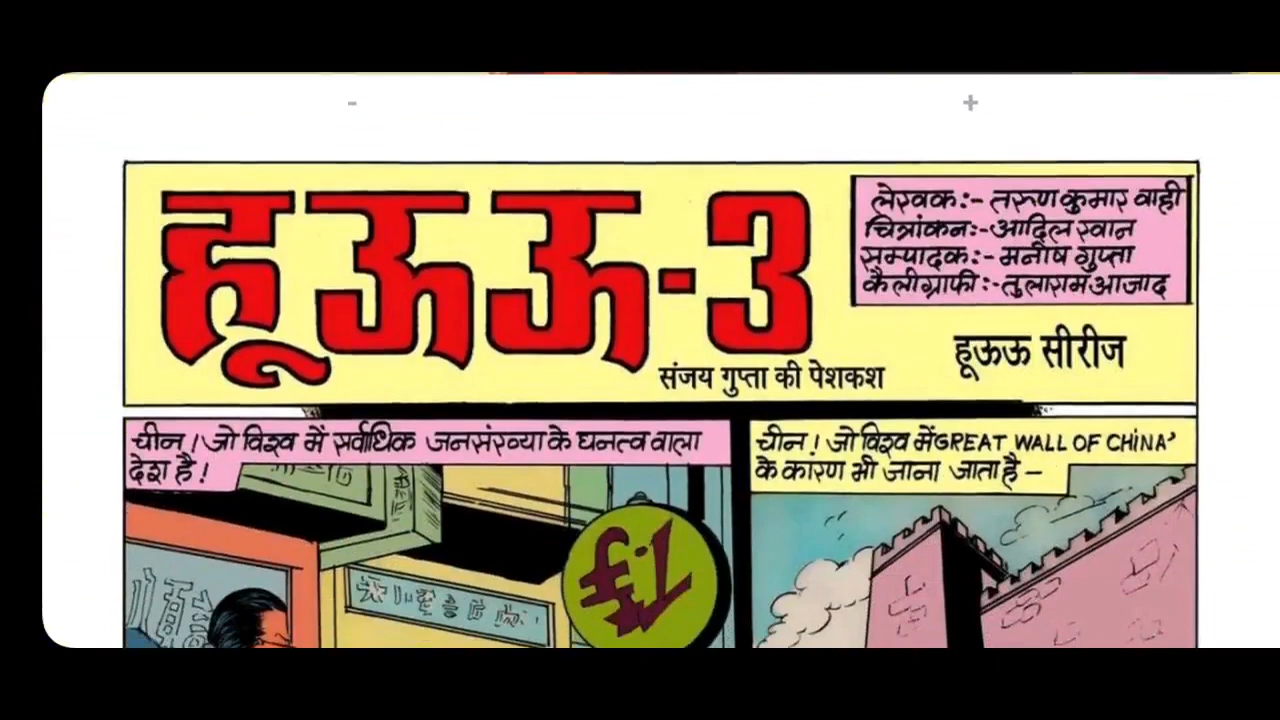 हूऊऊ-3
लेखक:- तरुण कुमार वाही
चित्रांकन:- आदिल खान
सम्पादक:- मनीष गुप्ता
कैलीग्राफी:- तुलाराम आजाद
संजय गुप्ता की पेशकश
हूऊऊ सीरीज
चीन! जो विश्व में सर्वाधिक जनसंख्या के घनत्व वाला
देश है!
चीन! जो विश्व में GREAT WALL OF CHiNA'
के कारण भी जाना जाता है—